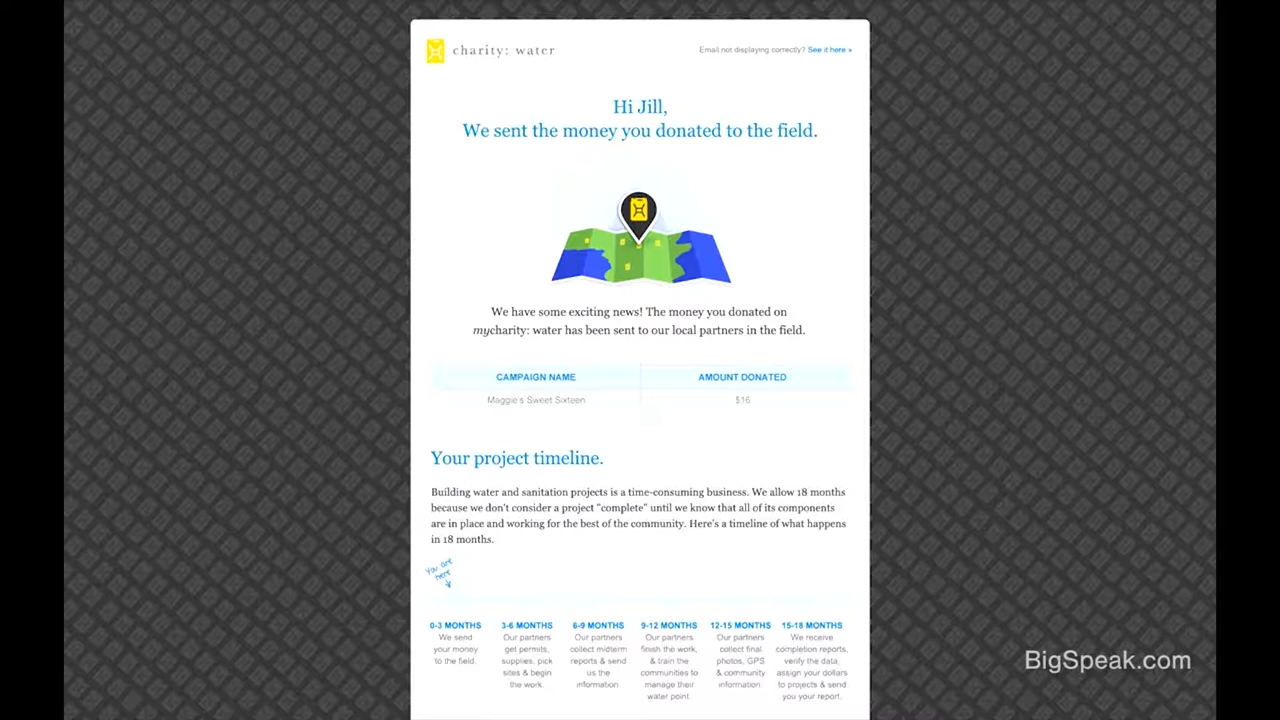 charity: water
Email not displaying correctly? See it here »
Hi Jill,
We sent the money you donated to the field.
We have some exciting news! The money you donated on
mycharity: water has been sent to our local partners in the field.
CAMPAIGN NAME AMOUNT DONATED
Maggie's Sweet Sixteen $16
Your project timeline.
Building water and sanitation projects is a time-consuming business. We allow 18 months
because we don't consider a project "complete" until we know that all of its components
are in place and working for the best of the community. Here's a timeline of what happens
in 18 months.
You are
here
0-3 MONTHS
We send
your money
to the field.
3-6 MONTHS
Our partners
get permits,
supplies, pick
sites & begin
the work.
6-9 MONTHS
Our partners
collect midterm
reports & send
us the
information
9-12 MONTHS
Our partners
finish the work,
& train the
communities to
manage their
water point.
12-15 MONTHS
Our partners
collect final
photos, GPS
& community
information.
15-18 MONTHS
We receive
completion reports,
verify the data,
assign your dollars
to projects & send
you your report.
BigSpeak.com